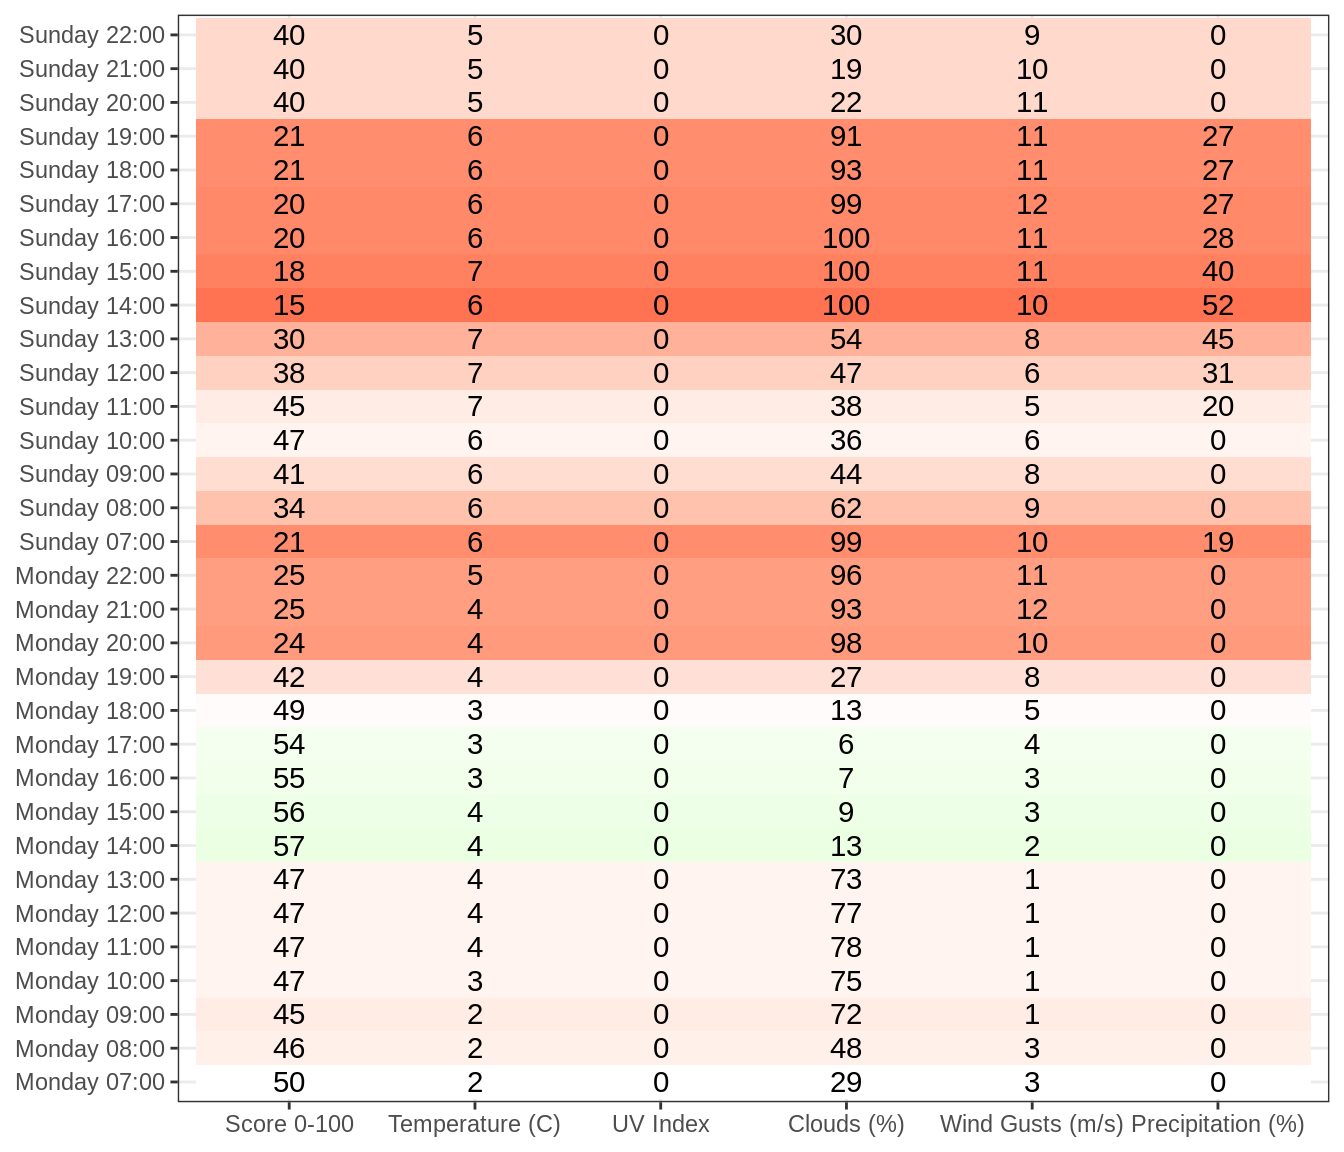 Sunday 22:00 40 5 0 30 9 0
Sunday 21:00 40 5 0 19 10 0
Sunday 20:00 40 5 0 22 11 0
Sunday 19:00 21 6 0 91 11 27
Sunday 18:00 21 6 0 93 11 27
Sunday 17:00 20 6 0 99 12 27
Sunday 16:00 20 6 0 100 11 28
Sunday 15:00 18 7 0 100 11 40
Sunday 14:00 15 6 0 100 10 52
Sunday 13:00 30 7 0 54 8 45
Sunday 12:00 38 7 0 47 6 31
Sunday 11:00 45 7 0 38 5 20
Sunday 10:00 47 6 0 36 6 0
Sunday 09:00 41 6 0 44 8 0
Sunday 08:00 34 6 0 62 9 0
Sunday 07:00 21 6 0 99 10 19
Monday 22:00 25 5 0 96 11 0
Monday 21:00 25 4 0 93 12 0
Monday 20:00 24 4 0 98 10 0
Monday 19:00 42 4 0 27 8 0
Monday 18:00 49 3 0 13 5 0
Monday 17:00 54 3 0 6 4 0
Monday 16:00 55 3 0 7 3 0
Monday 15:00 56 4 0 9 3 0
Monday 14:00 57 4 0 13 2 0
Monday 13:00 47 4 0 73 1 0
Monday 12:00 47 4 0 77 1 0
Monday 11:00 47 4 0 78 1 0
Monday 10:00 47 3 0 75 1 0
Monday 09:00 45 2 0 72 1 0
Monday 08:00 46 2 0 48 3 0
Monday 07:00 50 2 0 29 3 0
Score 0-100 Temperature (C) UV Index Clouds (%) Wind Gusts (m/s) Precipitation (%)